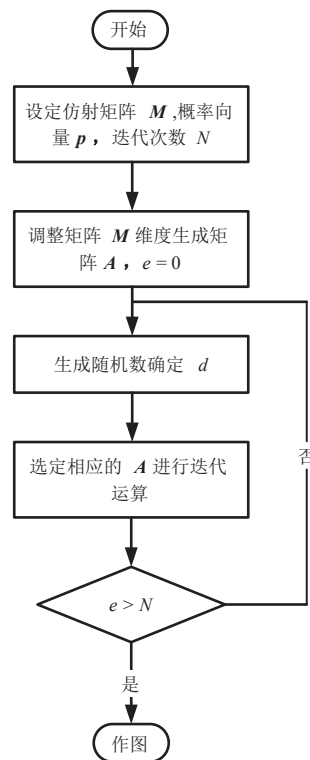 开始
设定仿射矩阵 M ,概率向
量 p ，迭代次数 N
调整矩阵 M 维度生成矩
阵 A ，e = 0
生成随机数确定 d
选定相应的 A 进行迭代
运算
否
e > N
是
作图